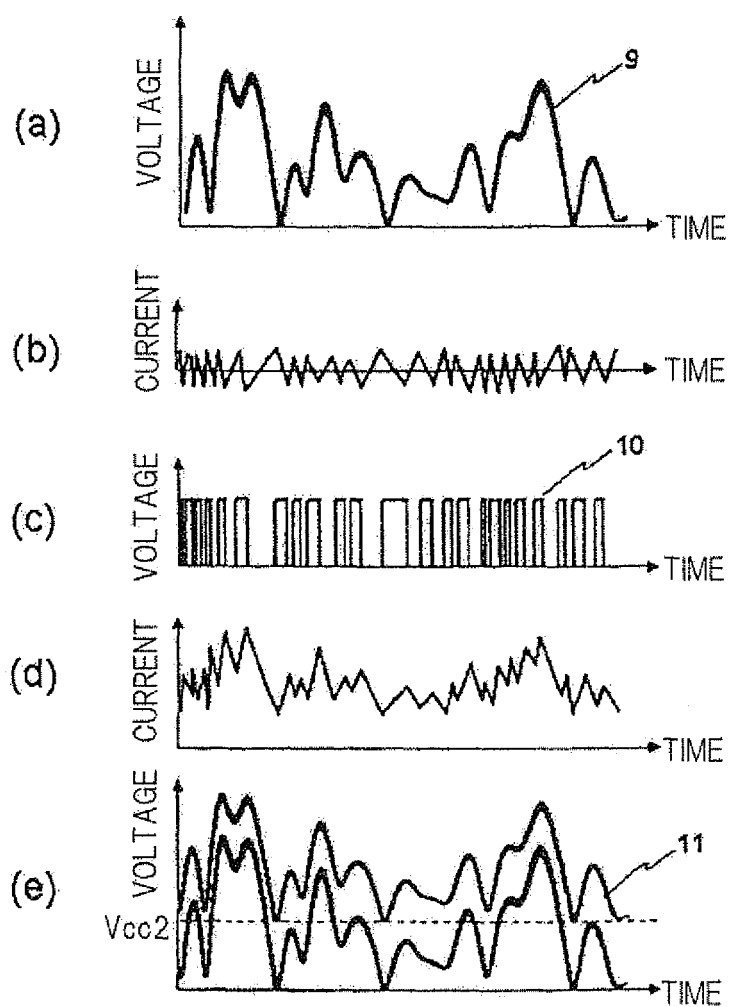 (a)
VOLTAGE
9
TIME
(b)
CURRENT
TIME
(c)
VOLTAGE
10
TIME
(d)
CURRENT
TIME
(e)
VOLTAGE
11
Vcc2
TIME